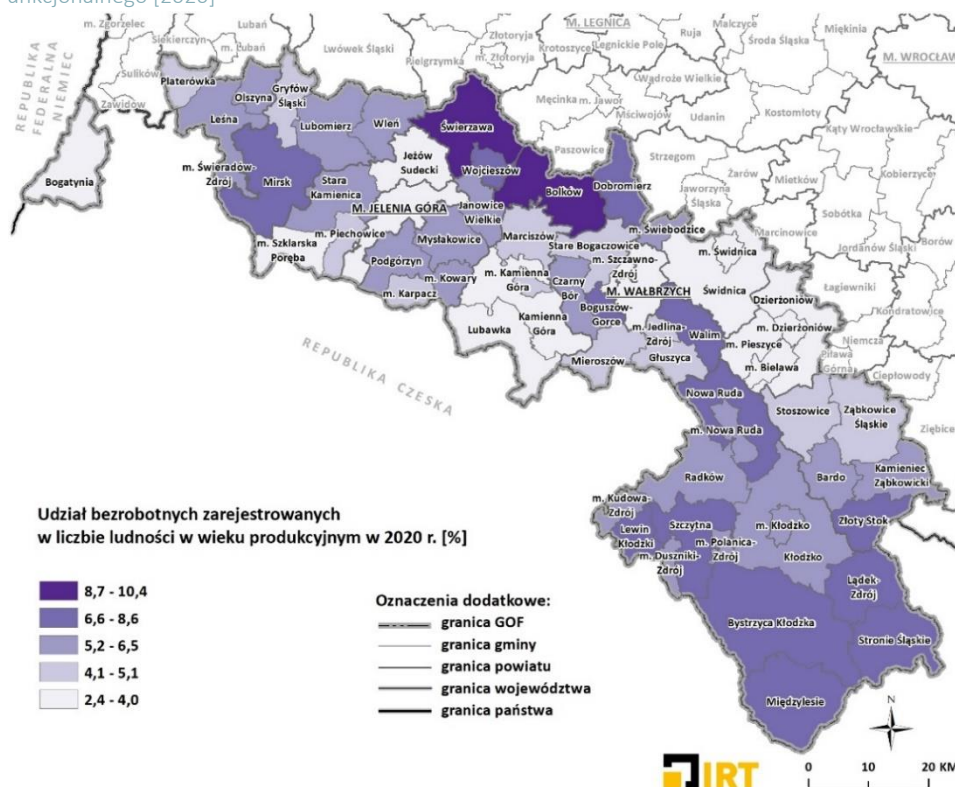 ankcjonalnego [2020]
m. Zgorzelec
Lubań
Siekierczyn
m. Lubań
Sulików
Zawidów
Platerówka
REPUBLIKA
FEDERALNA
NIEMIEC
Lwówek Śląski
Pielgrzymka
Złotoryja
m. Złotoryja
M. LEGNICA
Krotoszyce
Legnickie Pole
Ruja
Malczyce
Środa Śląska
Miękinia
M. WROCŁAW
Męcinka
m. Jawor
Wądroże Wielkie
Mściwojów
Udanin
Kostomłoty
Kąty Wrocławskie
Kobierzyce
Paszowice
Strzegom
Żarów
Mietków
Jaworzyna
Śląska
Sobótka
Marcinowice
Jordanów Śląski
Borów
Łagiewniki
Kondratowice
Niemcza
Piława
Górna
Ciepłowody
Ziębice
Bogatynia
Olszyna
Gryfów
Śląski
Leśna
Lubomierz
Wleń
Świerzawa
Wojcieszów
Bolków
Dobromierz
m. Świeradów-
Zdrój
Mirsk
Stara
Kamienica
Jeżów
Sudecki
M. JELENIA GÓRA
Janowice
Wielkie
m. Piechowice
m. Szklarska
Poręba
Mysłakowice
Podgórzyn
m. Kowary
m. Karpacz
Marciszów
Stare Bogaczowice
m. Świebodzice
m. Szczawno-
Zdrój
m. Kamienna
Góra
Czarny
Bór
M. WAŁBRZYCH
m. Świdnica
Świdnica
Boguszów-
Gorce
Kamienna
Góra
Lubawka
Mieroszów
m. Jedlina-
Zdrój
Walim
Głuszyca
Dzierżoniów
m. Dzierżoniów
m. Pieszyce
m. Bielawa
REPUBLIKA CZESKA
Nowa Ruda
m. Nowa Ruda
Stoszowice
Ząbkowice
Śląskie
Radków
Bardo
Kamieniec
Ząbkowicki
m. Kudowa-
Zdrój
Lewin
Kłodzki
Szczytna
m. Polanica-
Zdrój
m. Duszniki-
Zdrój
m. Kłodzko
Kłodzko
Złoty Stok
Lądek-
Zdrój
Bystrzyca Kłodzka
Stronie Śląskie
Międzylesie
Udział bezrobotnych zarejestrowanych
w liczbie ludności w wieku produkcyjnym w 2020 r. [%]
8,7 - 10,4
6,6 - 8,6
5,2 - 6,5
4,1 - 5,1
2,4 - 4,0
Oznaczenia dodatkowe:
granica GOF
granica gminy
granica powiatu
granica województwa
granica państwa
N
IRT
0 10 20 KM